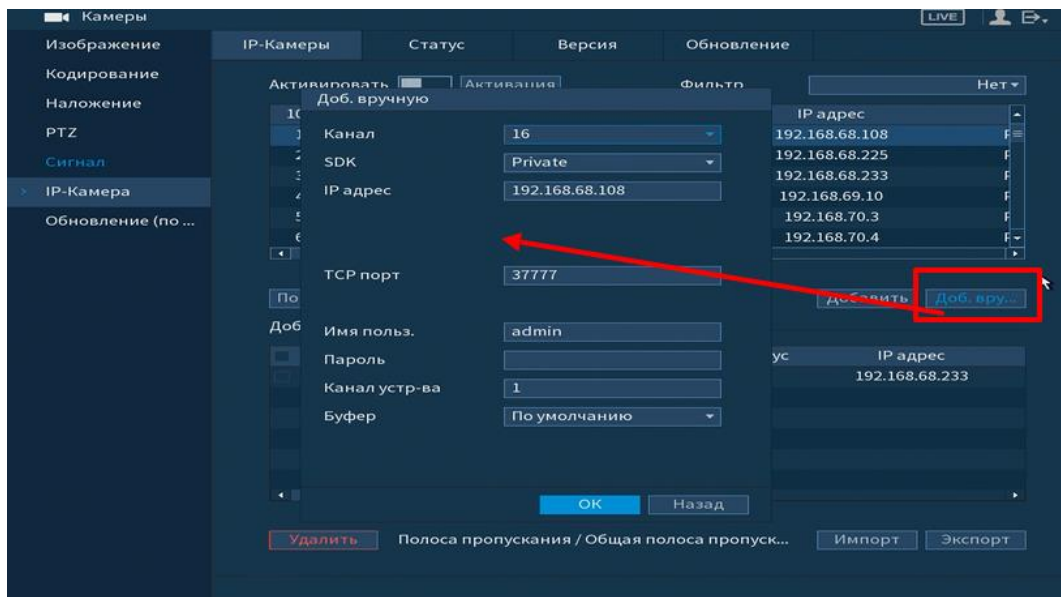 Камеры
LIVE
Изображение
Кодирование
Наложение
PTZ
Сигнал
IP-Камера
Обновление (по ...
IP-Камеры Статус Версия Обновление
Активировать Активация Фильтр Нет
IP адрес
192.168.68.108
192.168.68.225
192.168.68.233
192.168.69.10
192.168.70.3
192.168.70.4
Доб. вручную
Канал 16
SDK Private
IP адрес 192.168.68.108
TCP порт 37777
Имя польз. admin
Пароль
Канал устр-ва 1
Буфер По умолчанию
OK Назад
По
Добавить Доб. вру...
Доб
ус IP адрес
192.168.68.233
Удалить Полоса пропускания / Общая полоса пропуск... Импорт Экспорт